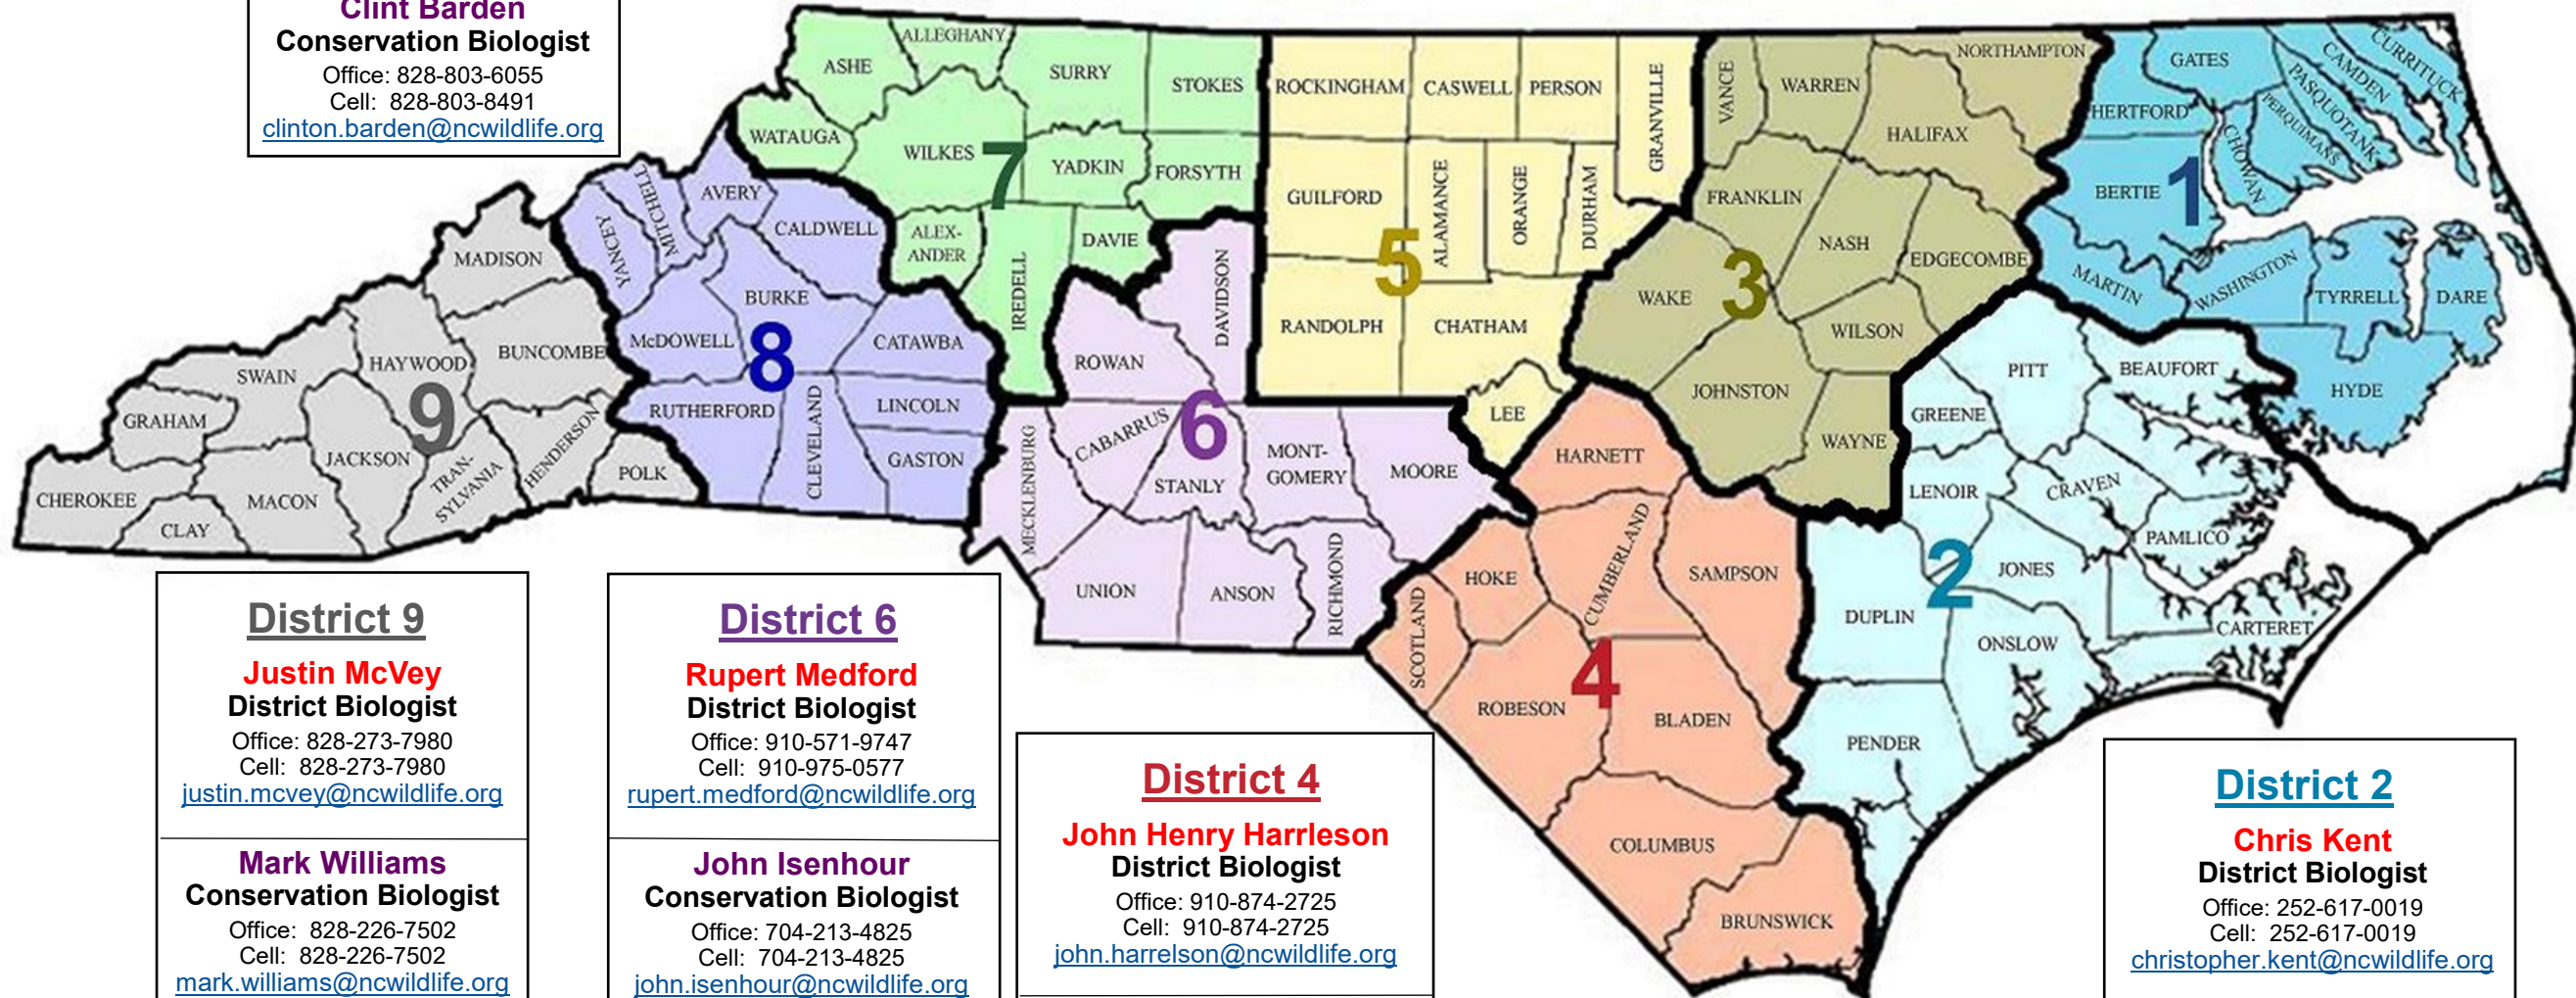 Clint Barden
Conservation Biologist
Office: 828-803-6055
Cell: 828-803-8491
clinton.barden@ncwildlife.org
ASHE
ALLEGHANY
SURRY
STOKES
WATAUGA
WILKES
7
YADKIN
FORSYTH
ALEX-
ANDER
IREDELL
DAVIE
ROCKINGHAM
CASWELL
PERSON
GRANVILLE
GUILFORD
ALAMANCE
ORANGE
DURHAM
5
RANDOLPH
CHATHAM
LEE
VANCE
WARREN
NORTHAMPTON
HALIFAX
FRANKLIN
NASH
EDGECOMBE
WAKE
3
WILSON
JOHNSTON
WAYNE
GATES
CURRITUCK
CAMDEN
PASQUOTANK
PERQUIMANS
CHOWAN
HERTFORD
BERTIE
1
MARTIN
WASHINGTON
TYRRELL
DARE
HYDE
MITCHELL
AVERY
YANCEY
CALDWELL
BURKE
McDOWELL
8
CATAWBA
RUTHERFORD
CLEVELAND
LINCOLN
GASTON
MADISON
HAYWOOD
BUNCOMBE
SWAIN
GRAHAM
9
JACKSON
TRAN-
SYLVANIA
HENDERSON
POLK
CHEROKEE
CLAY
MACON
DAVIDSON
ROWAN
6
CABARRUS
MECKLENBURG
STANLY
MONT-
GOMERY
MOORE
UNION
ANSON
RICHMOND
HARNETT
HOKE
CUMBERLAND
SAMPSON
SCOTLAND
4
ROBESON
BLADEN
COLUMBUS
BRUNSWICK
PITT
BEAUFORT
GREENE
LENOIR
CRAVEN
PAMLICO
2
JONES
DUPLIN
ONSLOW
CARTERET
PENDER
District 9
Justin McVey
District Biologist
Office: 828-273-7980
Cell: 828-273-7980
justin.mcvey@ncwildlife.org
Mark Williams
Conservation Biologist
Office: 828-226-7502
Cell: 828-226-7502
mark.williams@ncwildlife.org
District 6
Rupert Medford
District Biologist
Office: 910-571-9747
Cell: 910-975-0577
rupert.medford@ncwildlife.org
John Isenhour
Conservation Biologist
Office: 704-213-4825
Cell: 704-213-4825
john.isenhour@ncwildlife.org
District 4
John Henry Harrleson
District Biologist
Office: 910-874-2725
Cell: 910-874-2725
john.harrelson@ncwildlife.org
District 2
Chris Kent
District Biologist
Office: 252-617-0019
Cell: 252-617-0019
christopher.kent@ncwildlife.org